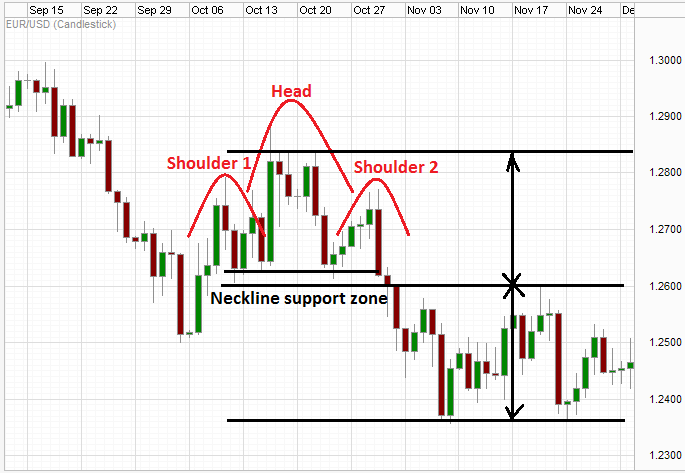 Sep 15 Sep 22 Sep 29 Oct 06 Oct 13 Oct 20 Oct 27 Nov 03 Nov 10 Nov 17 Nov 24 De
EUR/USD (Candlestick)
1.3000
Head
1.2900
Shoulder 1
Shoulder 2
1.2800
1.2700
Neckline support zone
1.2600
1.2500
1.2400
1.2300